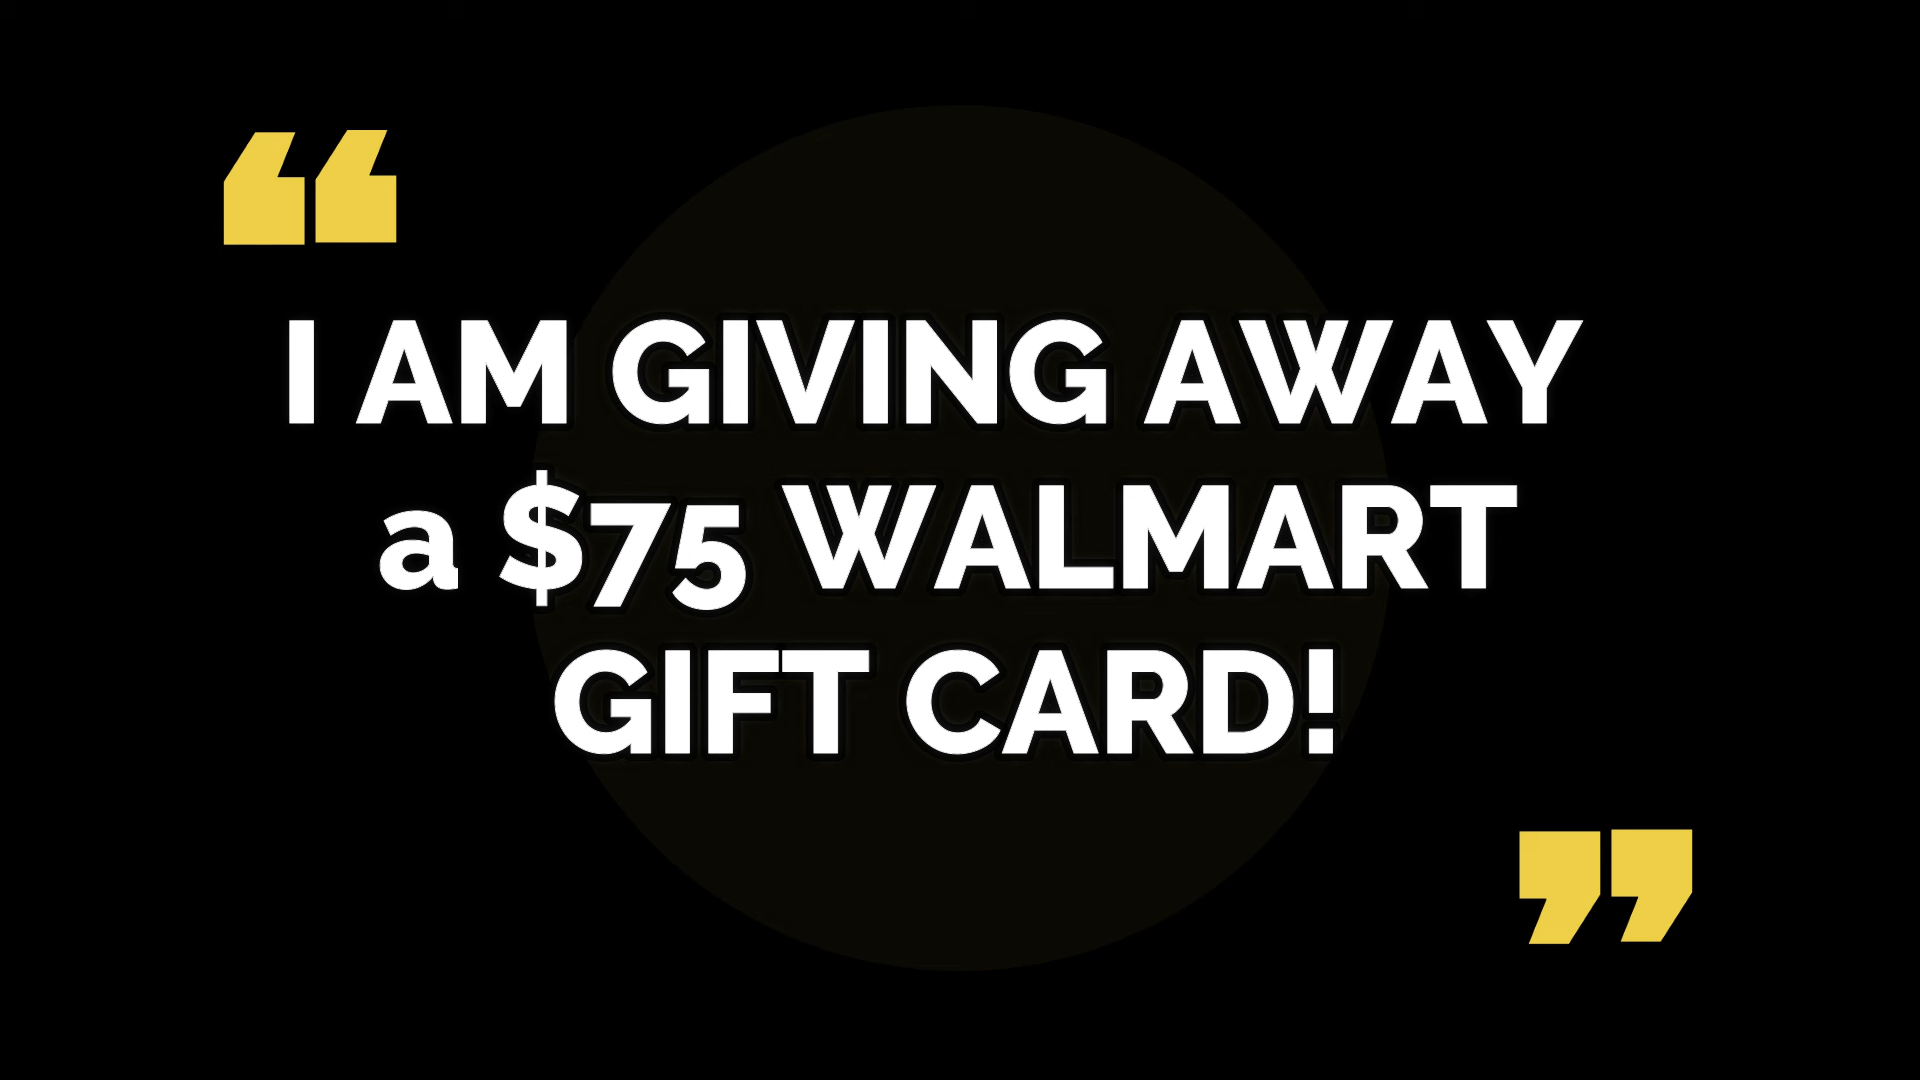 “
I AM GIVING AWAY
a $75 WALMART
GIFT CARD!
”